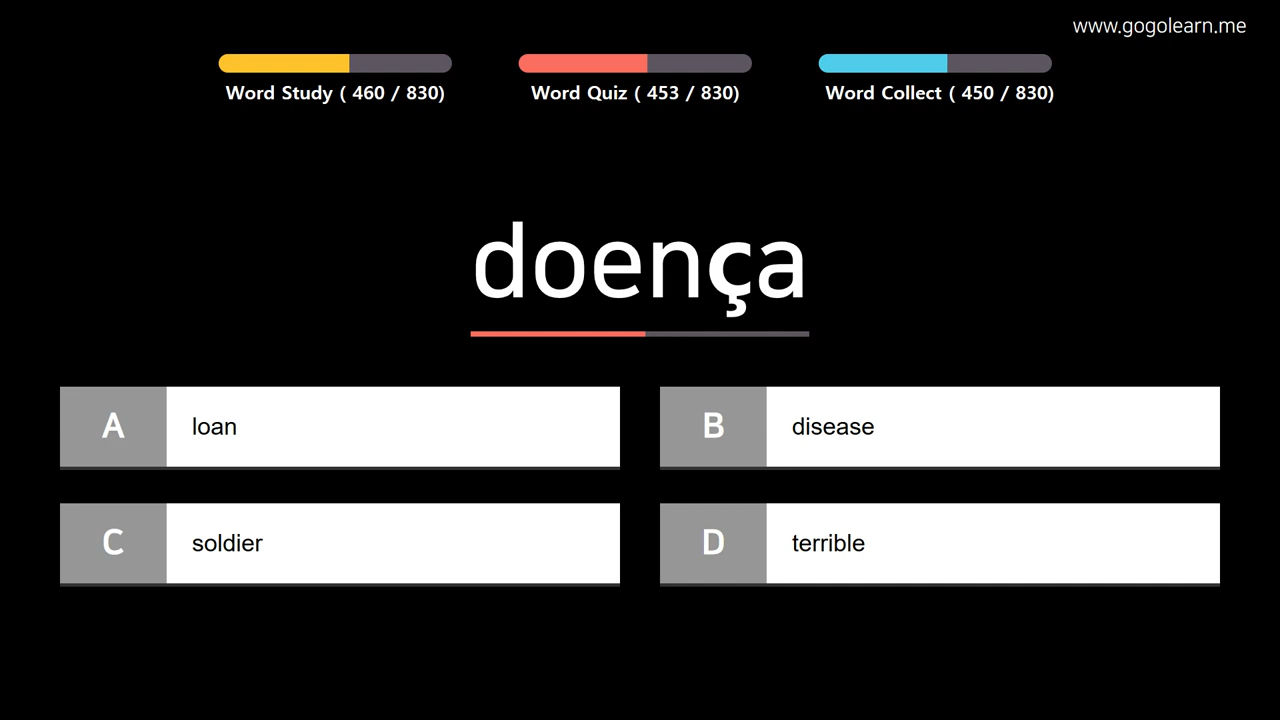 www.gogolearn.me
Word Study ( 460 / 830)
Word Quiz ( 453 / 830)
Word Collect ( 450 / 830)
doença
A loan
B disease
C soldier
D terrible